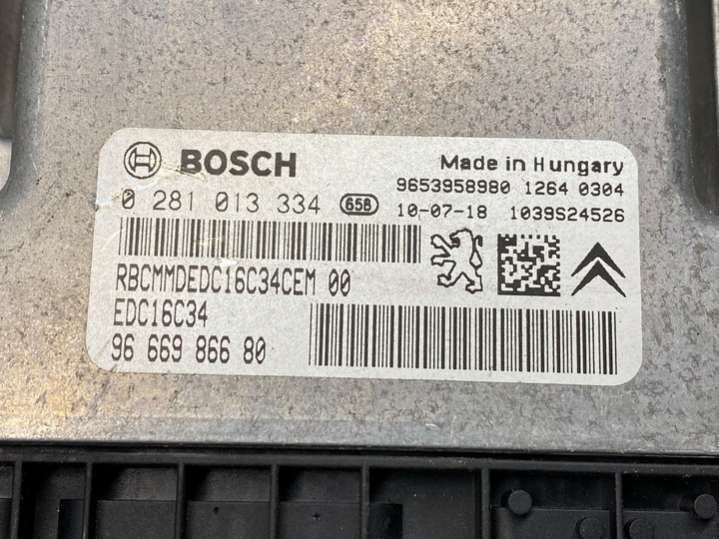 BOSCH
Made in Hungary
9653958980 1264 0304
0 281 013 334 658 10-07-18 1039S24526
RBCMMDEDC16C34CEM 00
EDC16C34
96 669 866 80